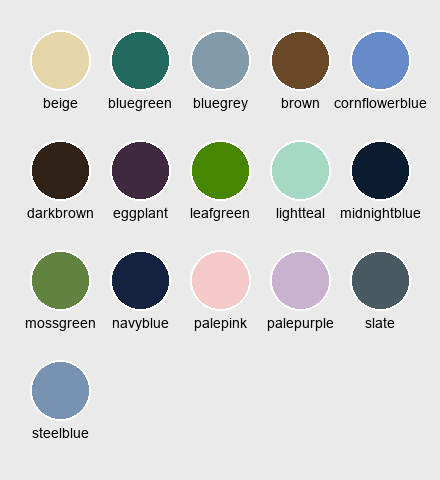 beige bluegreen bluegrey brown cornflowerblue
darkbrown eggplant leafgreen lightteal midnightblue
mossgreen navyblue palepink palepurple slate
steelblue